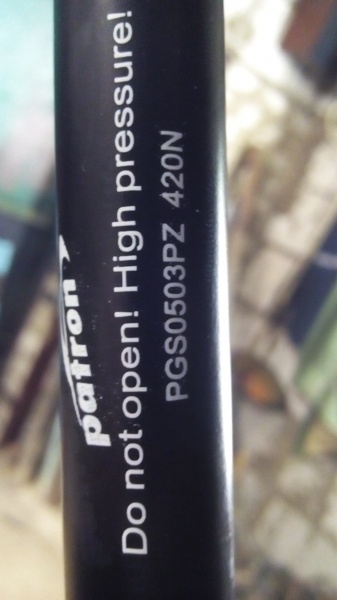 patron
Do not open! High pressure!
PGS0503PZ 420N